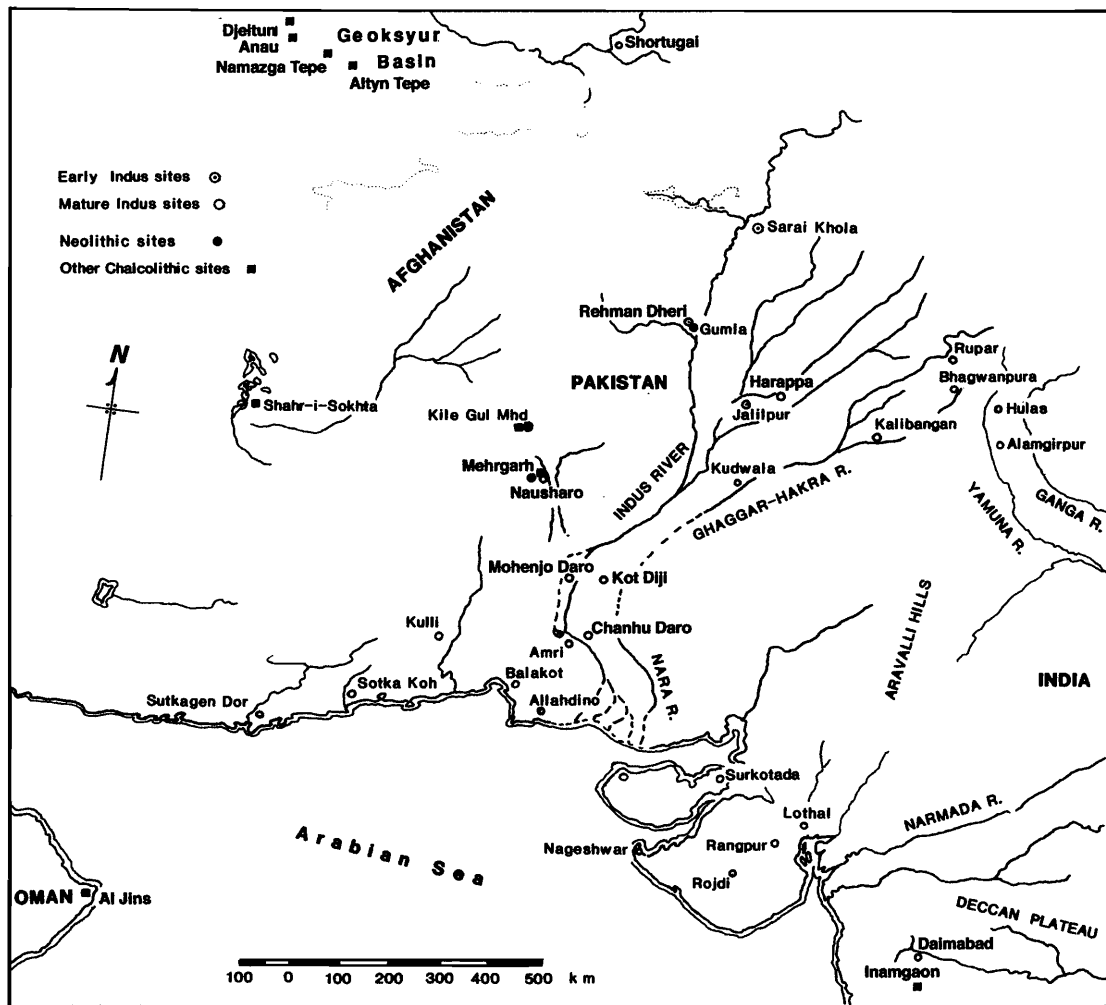 Djeitun
Anau
Namazga Tepe
Geoksyur
Basin
Altyn Tepe
Shortugai
Early Indus sites
Mature Indus sites
Neolithic sites
Other Chalcolithic sites
AFGHANISTAN
Sarai Khola
Rehman Dheri
Gumla
N
PAKISTAN
Harappa
Jalilpur
Rupar
Bhagwanpura
Hulas
Kalibangan
Alamgirpur
Shahr-i-Sokhta
Kile Gul Mhd
Mehrgarh
Nausharo
INDUS RIVER
Kudwala
GHAGGAR-HAKRA R.
YAMUNA R.
GANGA R.
Mohenjo Daro
Kot Diji
Kulli
Chanhu Daro
Amri
Balakot
NARA R.
ARAVALLI HILLS
INDIA
Sutkagen Dor
Sotka Koh
Allahdino
Surkotada
Lothal
NARMADA R.
Arabian Sea
Nageshwar
Rangpur
Rojdi
OMAN
Al Jins
DECCAN PLATEAU
Daimabad
Inamgaon
100 0 100 200 300 400 500 km